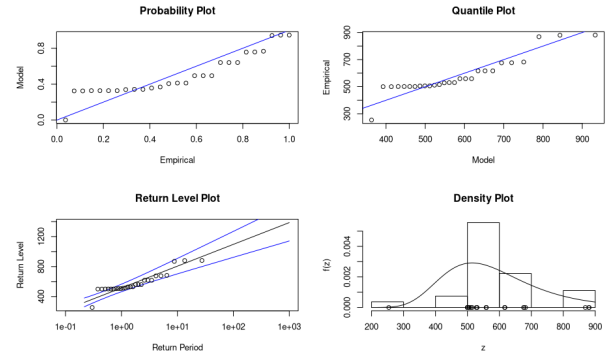 Probability Plot
Model
0.0 0.4 0.8
0.0 0.2 0.4 0.6 0.8 1.0
Empirical
Quantile Plot
Empirical
300 500 700 900
400 500 600 700 800 900
Model
Return Level Plot
Return Level
400 800 1200
1e-01 1e+00 1e+01 1e+02 1e+03
Return Period
Density Plot
f(z)
0.000 0.002 0.004
200 300 400 500 600 700 800 900
z